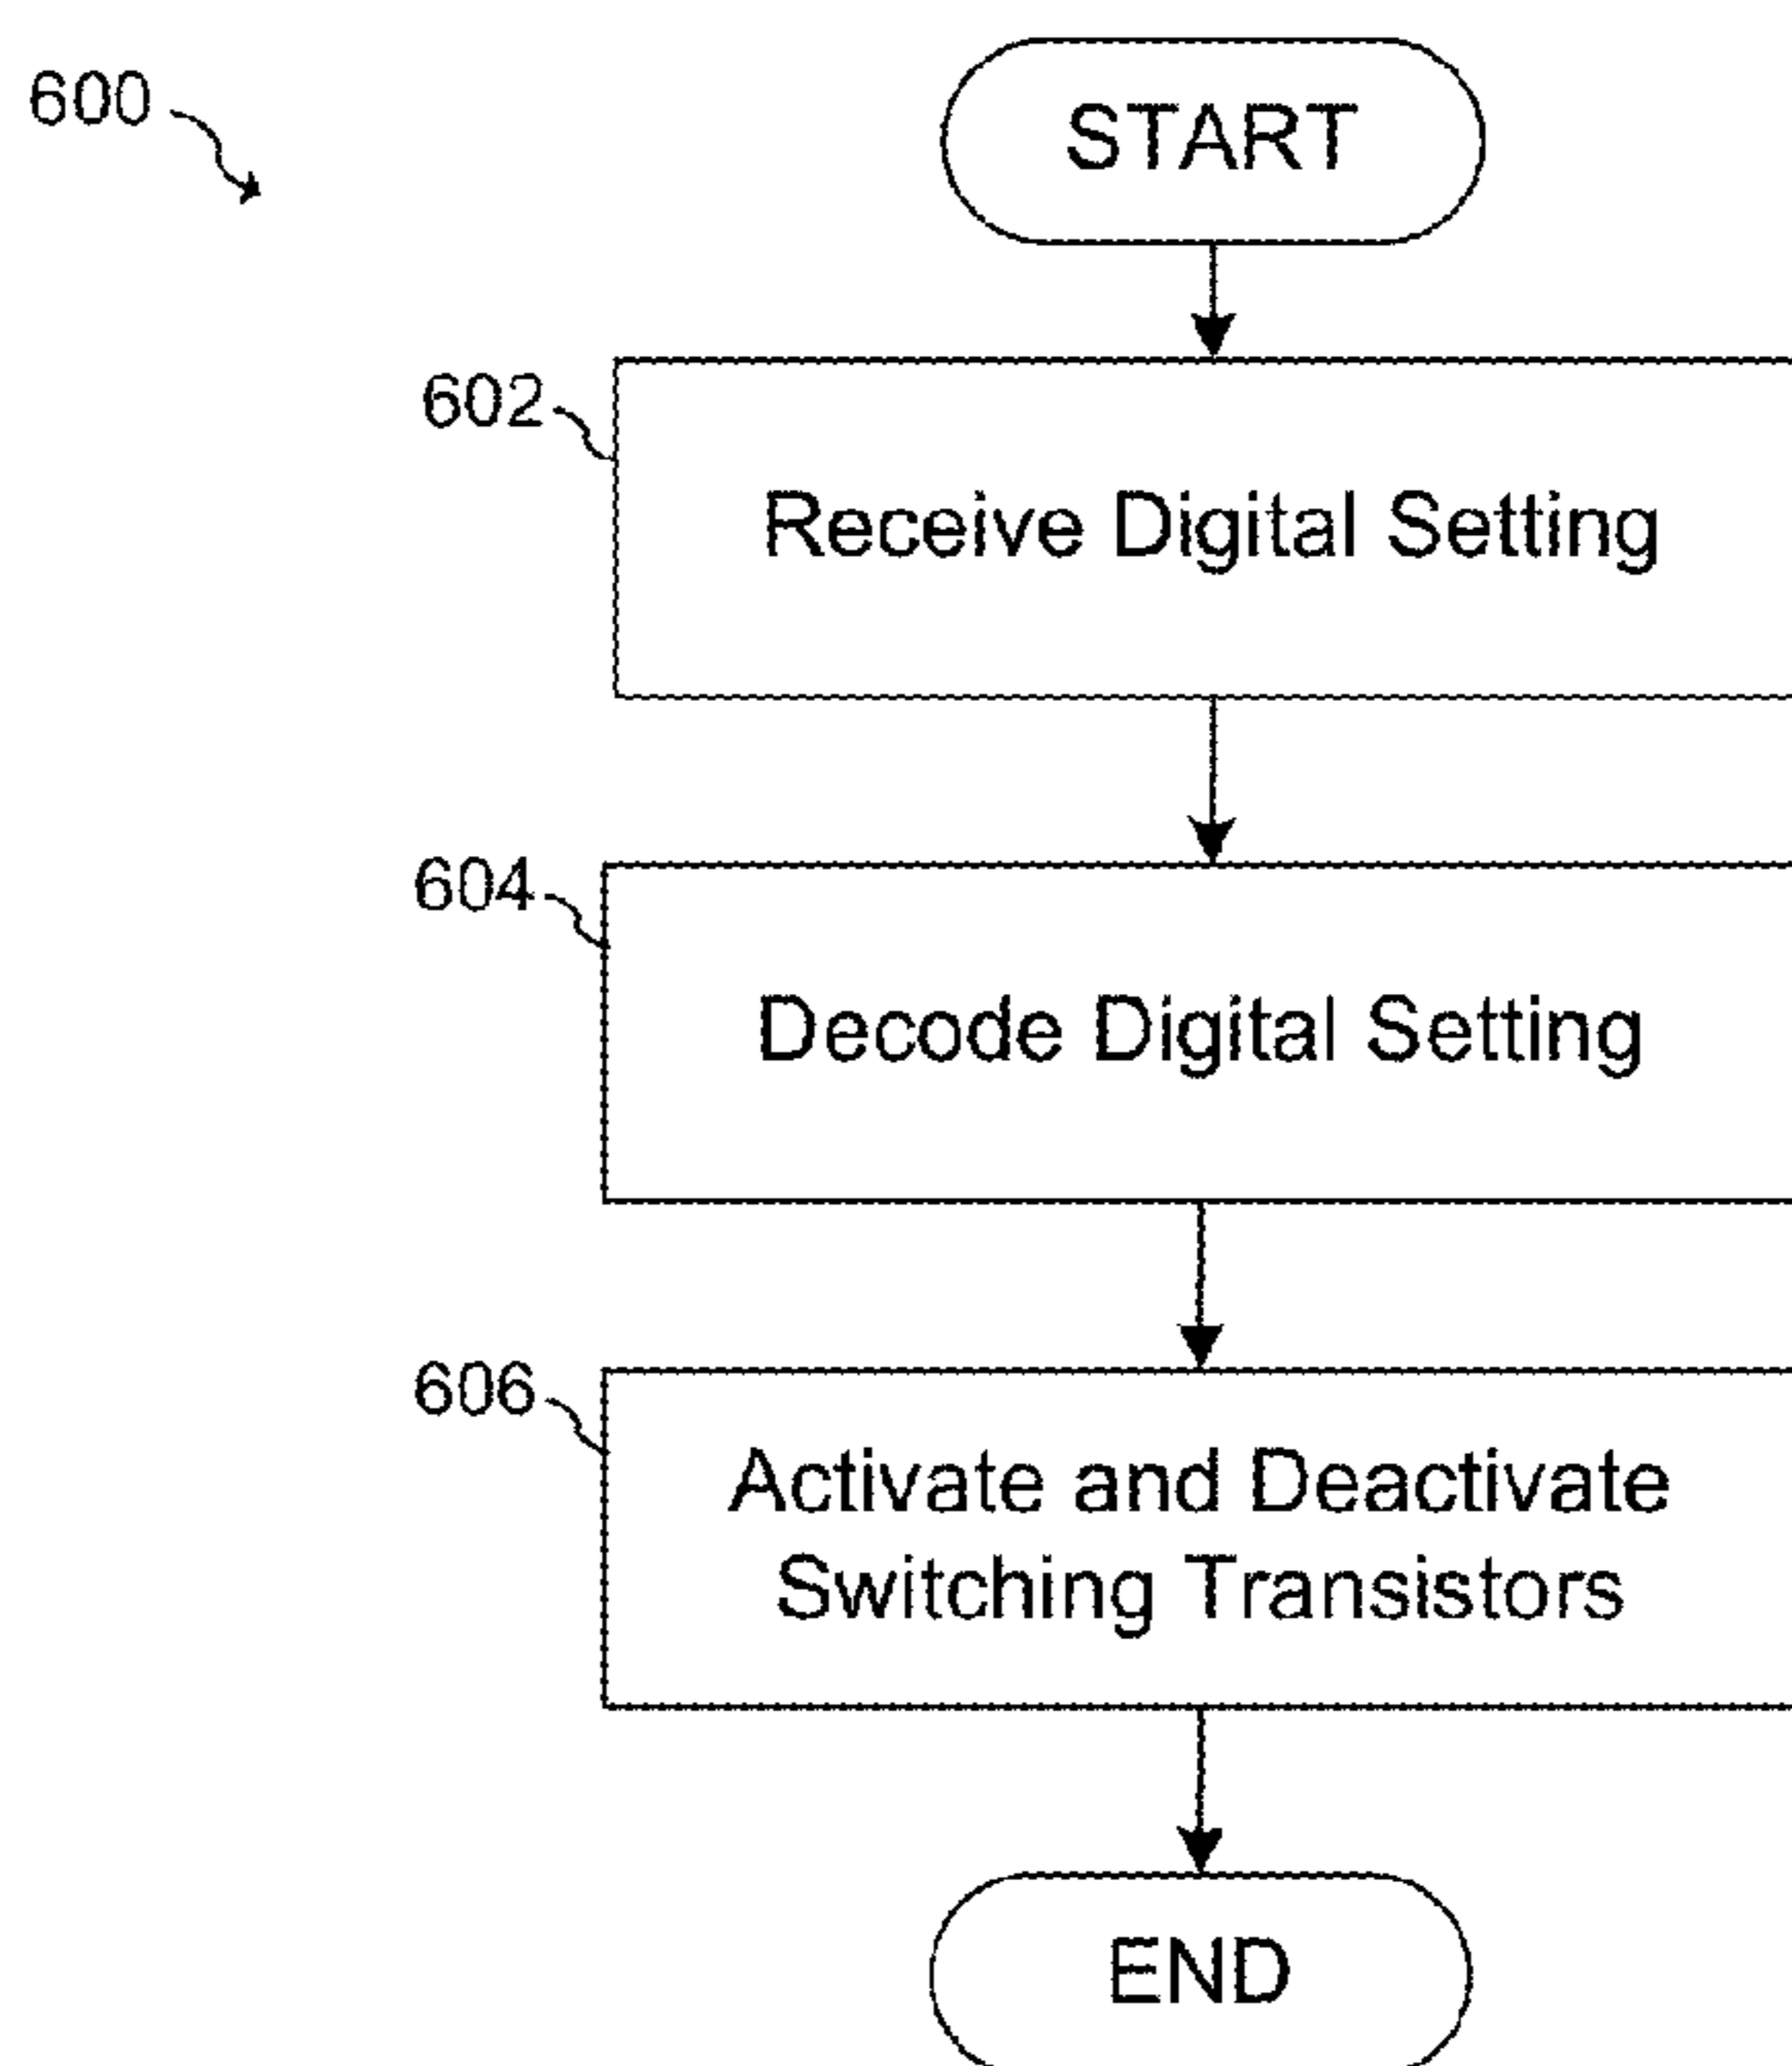 600
START
602
Receive Digital Setting
604
Decode Digital Setting
606
Activate and Deactivate
Switching Transistors
END